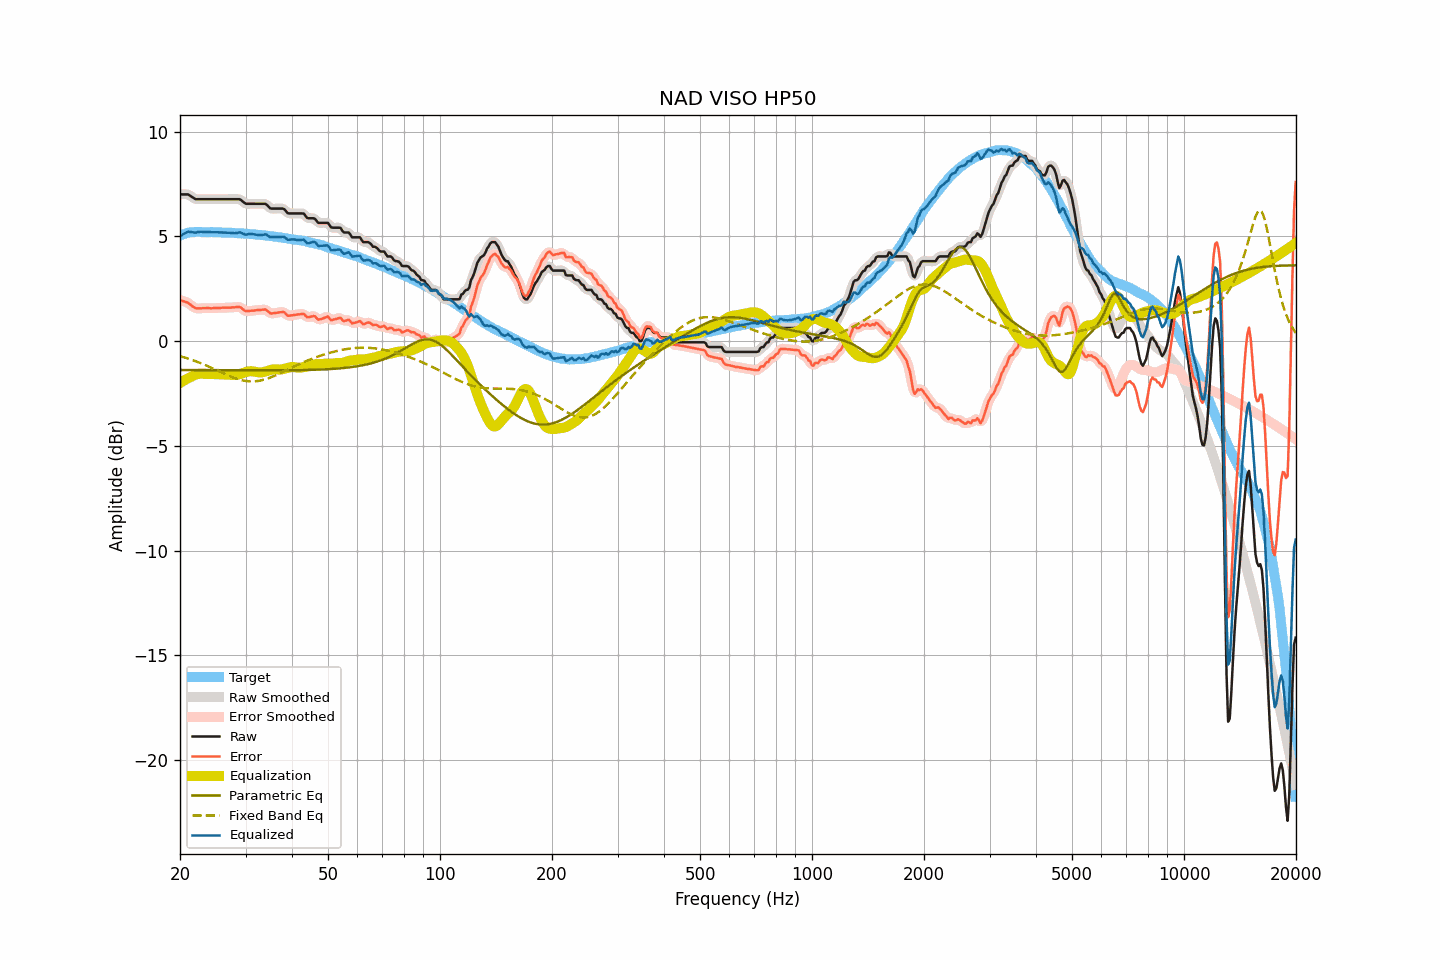 NAD VISO HP50
Amplitude (dBr)
10
5
0
−5
−10
−15
−20
Target
Raw Smoothed
Error Smoothed
Raw
Error
Equalization
Parametric Eq
Fixed Band Eq
Equalized
20 50 100 200 500 1000 2000 5000 10000 20000
Frequency (Hz)